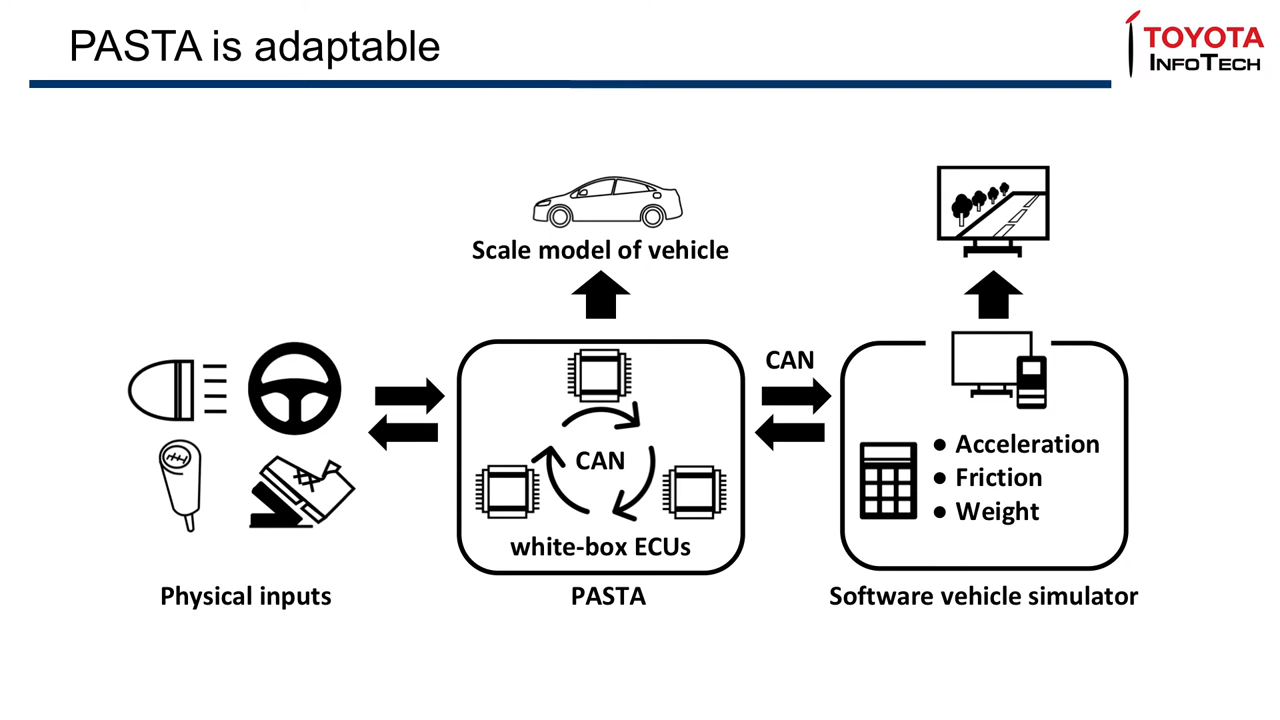 PASTA is adaptable
TOYOTA
INFOTECH
Scale model of vehicle
CAN
CAN
white-box ECUs
● Acceleration
● Friction
● Weight
Physical inputs
PASTA
Software vehicle simulator